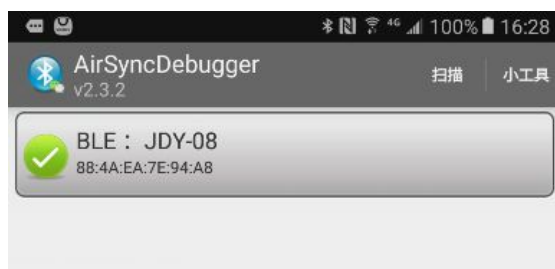 4G 100% 16:28
AirSyncDebugger
v2.3.2
扫描 小工具
BLE： JDY-08
88:4A:EA:7E:94:A8